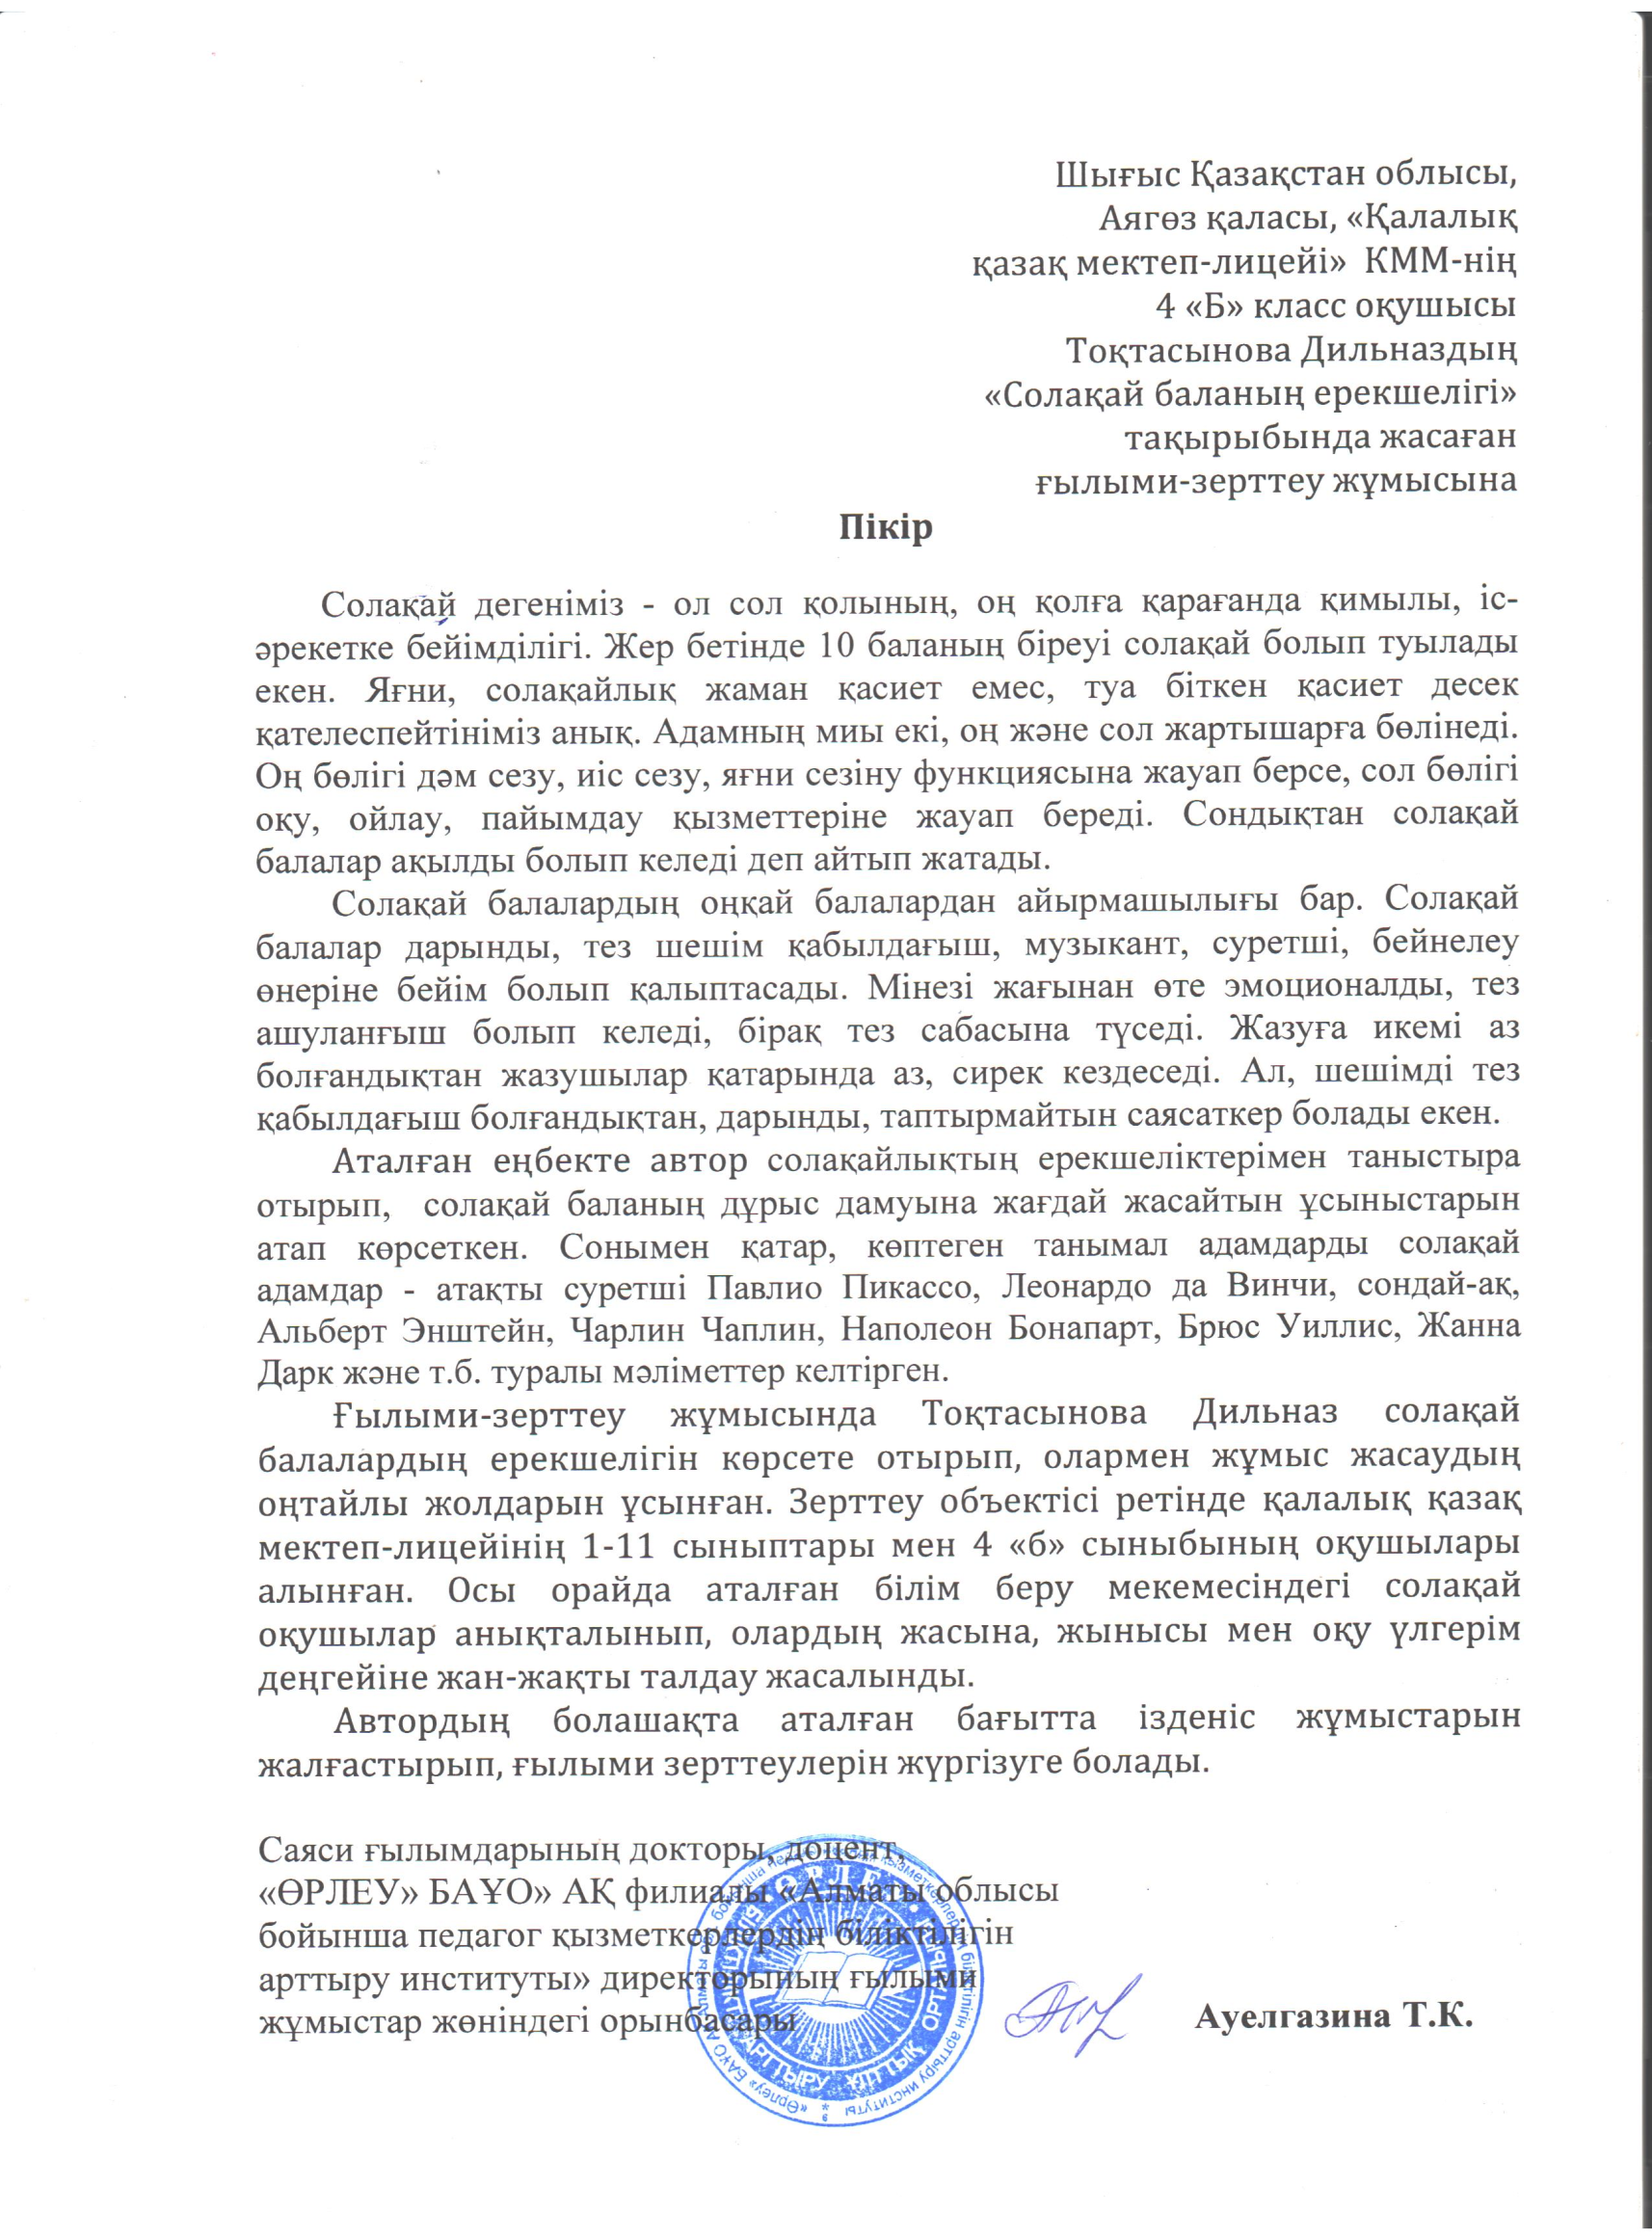 Шығыс Қазақстан облысы,
Аягөз қаласы, «Қалалық
қазақ мектеп-лицейі» КММ-нің
4 «Б» класс оқушысы
Тоқтасынова Дильназдың
«Солақай баланың ерекшелігі»
тақырыбында жасаған
ғылыми-зерттеу жұмысына
Пікір
Солақай дегеніміз - ол сол қолының, оң қолға қарағанда қимылы, іс-
әрекетке бейімділігі. Жер бетінде 10 баланың біреуі солақай болып туылады
екен. Яғни, солақайлық жаман қасиет емес, туа біткен қасиет десек
қателеспейтініміз анық. Адамның миы екі, оң және сол жартышарға бөлінеді.
Оң бөлігі дәм сезу, иіс сезу, яғни сезіну функциясына жауап берсе, сол бөлігі
оқу, ойлау, пайымдау қызметтеріне жауап береді. Сондықтан солақай
балалар ақылды болып келеді деп айтып жатады.
Солақай балалардың оңқай балалардан айырмашылығы бар. Солақай
балалар дарынды, тез шешім қабылдағыш, музыкант, суретші, бейнелеу
өнеріне бейім болып қалыптасады. Мінезі жағынан өте эмоционалды, тез
ашуланғыш болып келеді, бірақ тез сабасына түседі. Жазуға икемі аз
болғандықтан жазушылар қатарында аз, сирек кездеседі. Ал, шешімді тез
қабылдағыш болғандықтан, дарынды, таптырмайтын саясаткер болады екен.
Аталған еңбекте автор солақайлықтың ерекшеліктерімен таныстыра
отырып, солақай баланың дұрыс дамуына жағдай жасайтын ұсыныстарын
атап көрсеткен. Сонымен қатар, көптеген танымал адамдарды солақай
адамдар - атақты суретші Павлио Пикассо, Леонардо да Винчи, сондай-ақ,
Альберт Энштейн, Чарлин Чаплин, Наполеон Бонапарт, Брюс Уиллис, Жанна
Дарк және т.б. туралы мәліметтер келтірген.
Ғылыми-зерттеу жұмысында Тоқтасынова Дильназ солақай
балалардың ерекшелігін көрсете отырып, олармен жұмыс жасаудың
оңтайлы жолдарын ұсынған. Зерттеу объектісі ретінде қалалық қазақ
мектеп-лицейінің 1-11 сыныптары мен 4 «б» сыныбының оқушылары
алынған. Осы орайда аталған білім беру мекемесіндегі солақай
оқушылар анықталынып, олардың жасына, жынысы мен оқу үлгерім
деңгейіне жан-жақты талдау жасалынды.
Автордың болашақта аталған бағытта ізденіс жұмыстарын
жалғастырып, ғылыми зерттеулерін жүргізуге болады.
Саяси ғылымдарының докторы, доцент,
«ӨРЛЕУ» БАҰО» АҚ филиалы «Алматы облысы
бойынша педагог қызметкерлердің біліктілігін
арттыру институты» директорының ғылыми
жұмыстар жөніндегі орынбасары
Ауелгазина Т.К.
«Өрлеу» БАҰО
бойынша
қызметкерлердің біліктілігін арттыру институты
АРТТЫРУ ҰЛТТЫҚ ОРТАЛЫҒЫ